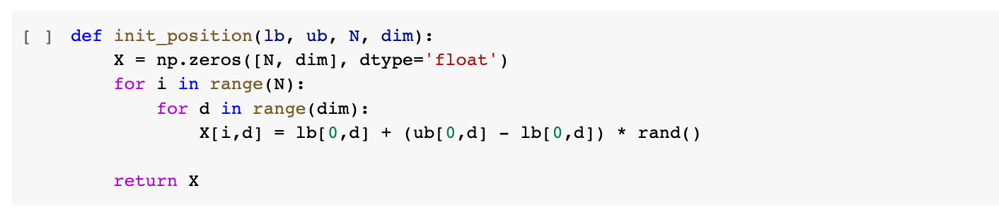 [ ] def init_position(lb, ub, N, dim):
X = np.zeros([N, dim], dtype='float')
for i in range(N):
for d in range(dim):
X[i,d] = lb[0,d] + (ub[0,d] - lb[0,d]) * rand()
return X